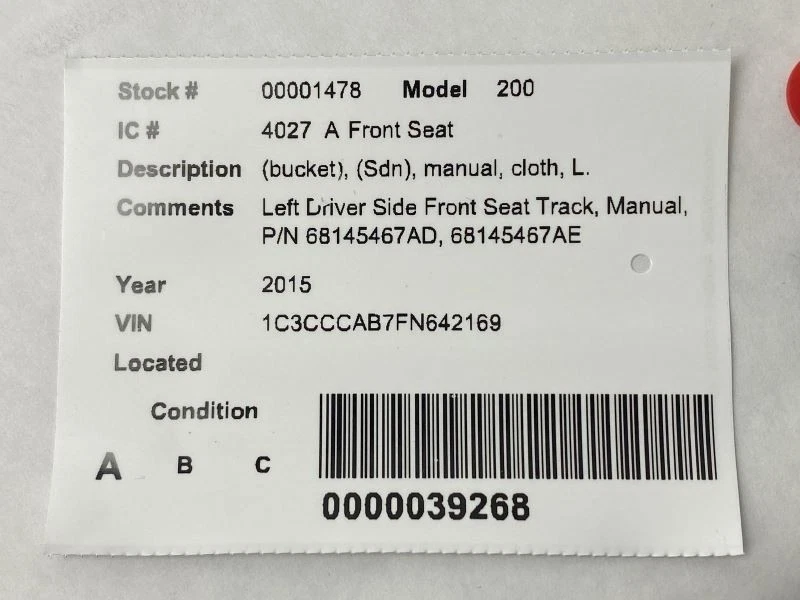 Stock # 00001478 Model 200
IC # 4027 A Front Seat
Description (bucket), (Sdn), manual, cloth, L.
Comments Left Driver Side Front Seat Track, Manual,
P/N 68145467AD, 68145467AE
Year 2015
VIN 1C3CCCAB7FN642169
Located
Condition
A B C
0000039268